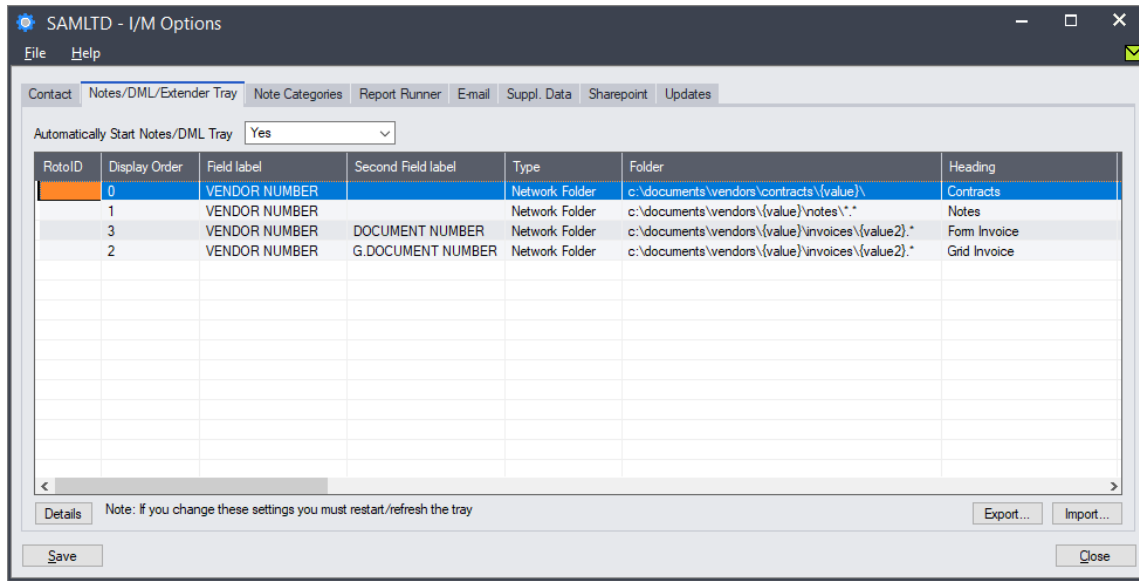 SAMLTD - I/M Options
File Help
Contact Notes/DML/Extender Tray Note Categories Report Runner E-mail Suppl. Data Sharepoint Updates
Automatically Start Notes/DML Tray Yes
RotoID Display Order Field label Second Field label Type Folder Heading
0 VENDOR NUMBER Network Folder c:\documents\vendors\contracts\{value}\ Contracts
1 VENDOR NUMBER Network Folder c:\documents\vendors\{value}\notes\*.* Notes
3 VENDOR NUMBER DOCUMENT NUMBER Network Folder c:\documents\vendors\{value}\invoices\{value2}.* Form Invoice
2 VENDOR NUMBER G.DOCUMENT NUMBER Network Folder c:\documents\vendors\{value}\invoices\{value2}.* Grid Invoice
Details Note: If you change these settings you must restart/refresh the tray Export... Import...
Save Close